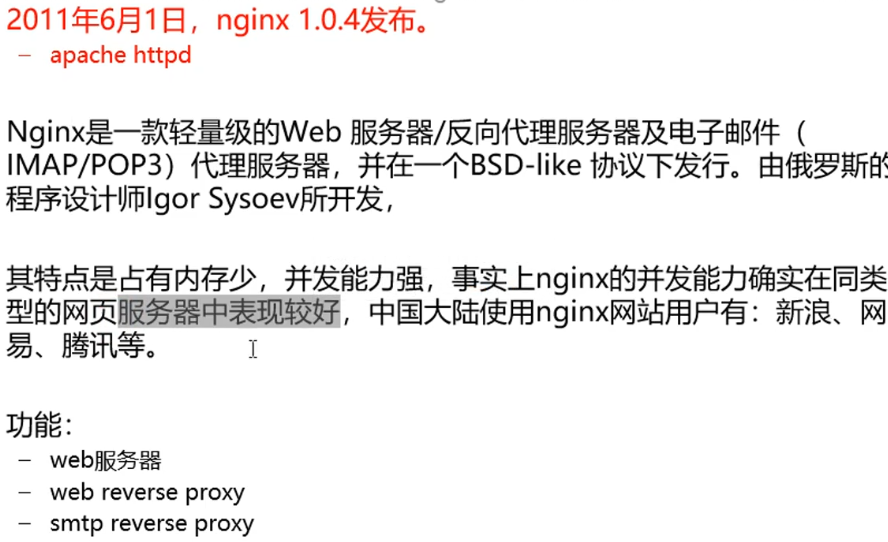 2011年6月1日，nginx 1.0.4发布。
– apache httpd
Nginx是一款轻量级的Web 服务器/反向代理服务器及电子邮件（
IMAP/POP3）代理服务器，并在一个BSD-like 协议下发行。由俄罗斯的
程序设计师Igor Sysoev所开发，
其特点是占有内存少，并发能力强，事实上nginx的并发能力确实在同类
型的网页服务器中表现较好，中国大陆使用nginx网站用户有：新浪、网
易、腾讯等。
功能：
– web服务器
– web reverse proxy
– smtp reverse proxy